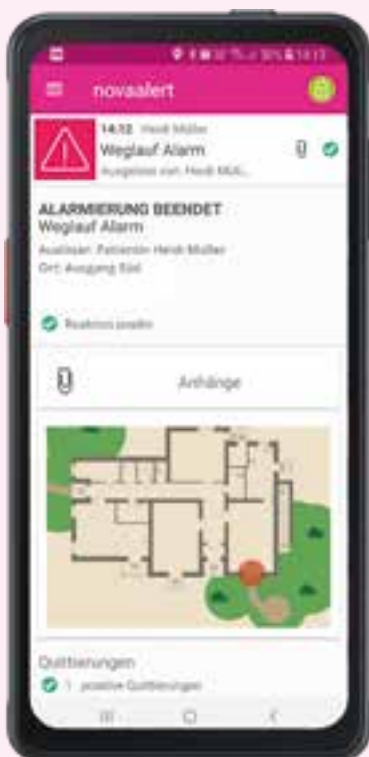 novaalert
14:12 Heidi Müller
Weglauf Alarm
Ausgelöst von: Heidi Mül...
ALARMIERUNG BEENDET
Weglauf Alarm
Auslöser: Patientin Heidi Müller
Ort: Ausgang Süd
Reaktion positiv
Anhänge
Quittierungen
1 positive Quittierungen